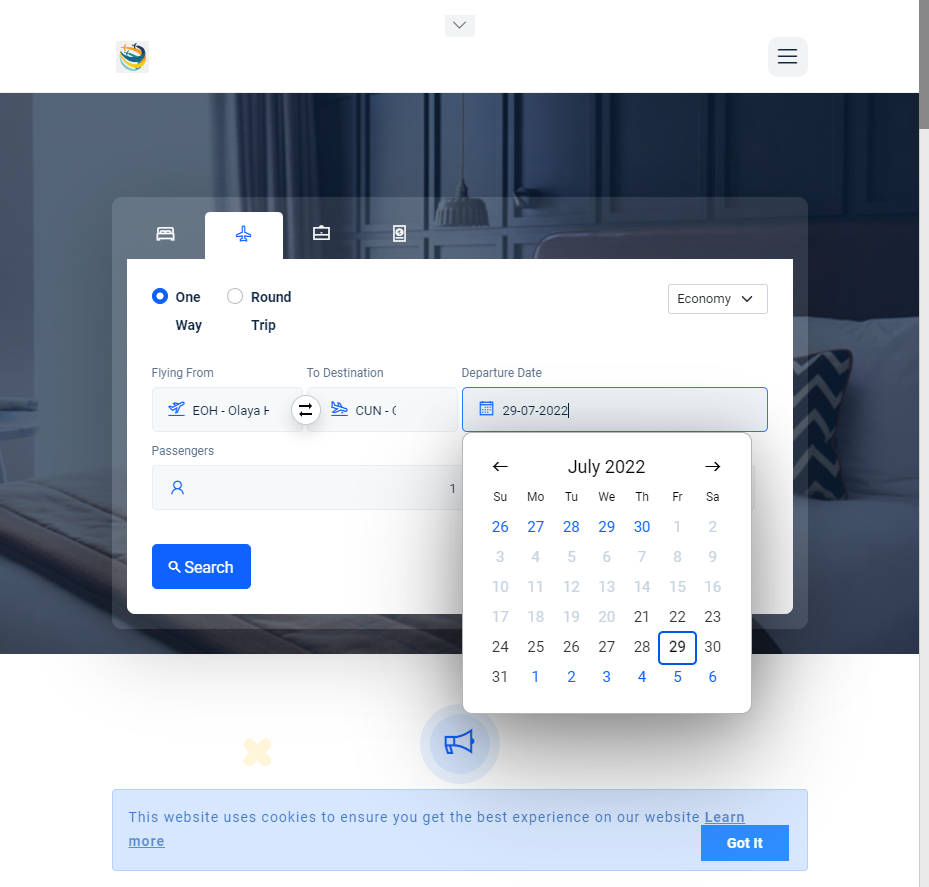 One Way
Round Trip
Economy
Flying From
To Destination
Departure Date
EOH - Olaya
CUN -
29-07-2022
Passengers
1
Search
July 2022
Su Mo Tu We Th Fr Sa
26 27 28 29 30 1 2
3 4 5 6 7 8 9
10 11 12 13 14 15 16
17 18 19 20 21 22 23
24 25 26 27 28 29 30
31 1 2 3 4 5 6
This website uses cookies to ensure you get the best experience on our website Learn
more
Got It